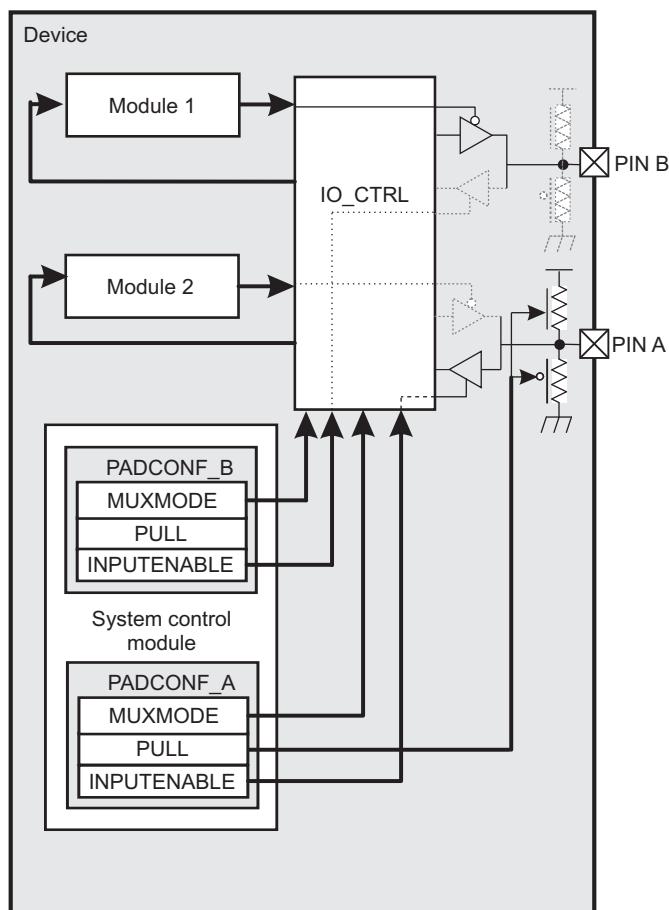 Device
Module 1
IO_CTRL
PIN B
Module 2
PIN A
PADCONF_B
MUXMODE
PULL
INPUTENABLE
System control
module
PADCONF_A
MUXMODE
PULL
INPUTENABLE